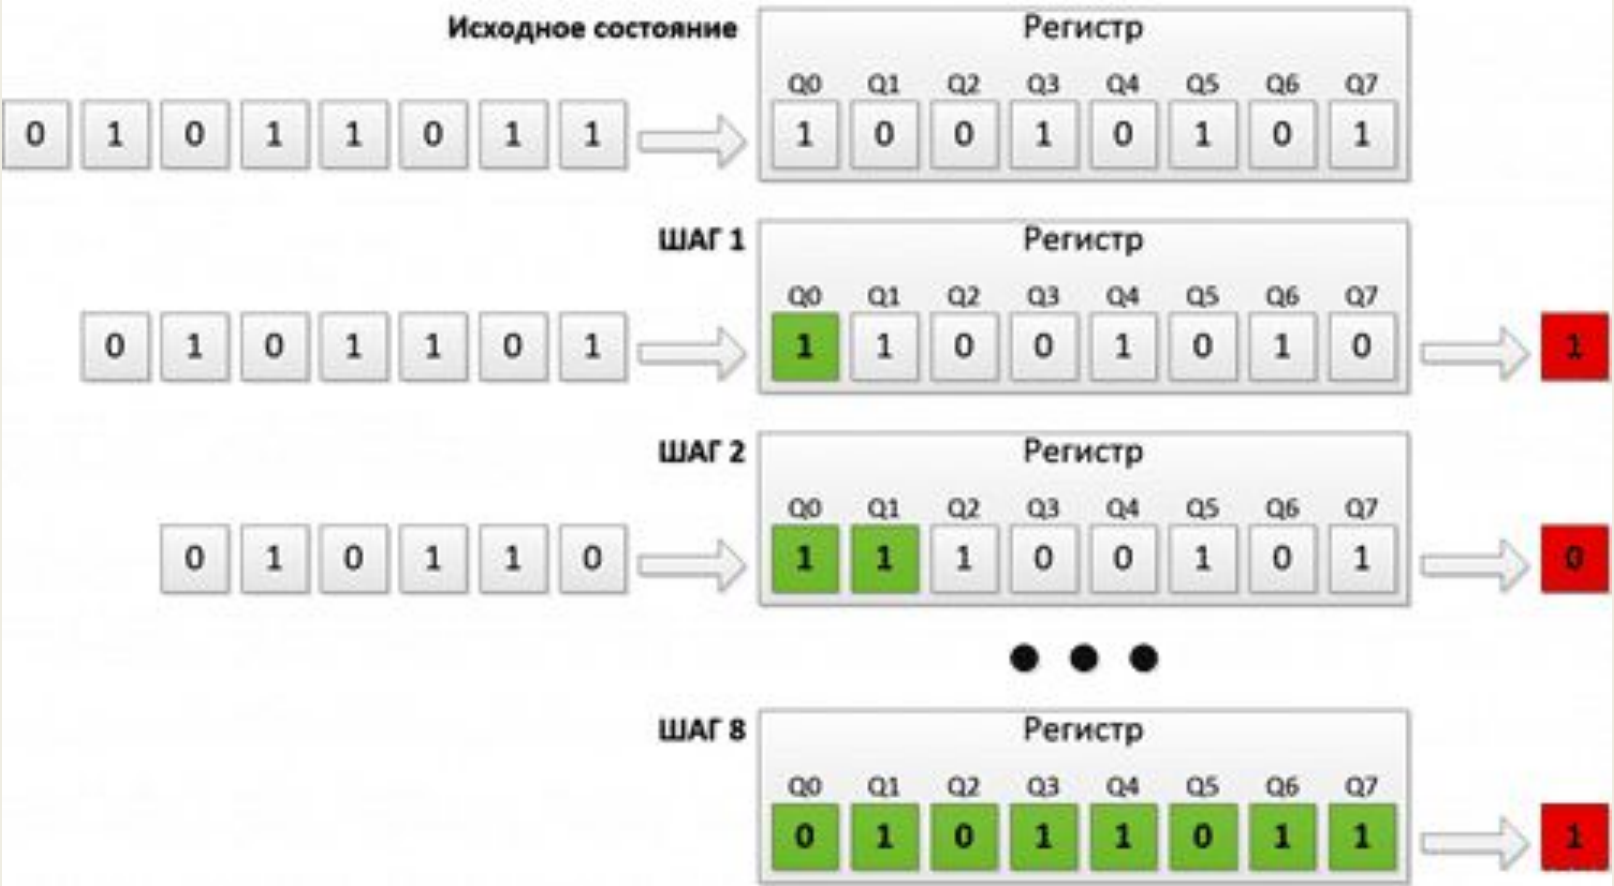 Исходное состояние
Регистр
Q0 Q1 Q2 Q3 Q4 Q5 Q6 Q7
0 1 0 1 1 0 1 1 1 0 0 1 0 1 0 1
ШАГ 1
Регистр
Q0 Q1 Q2 Q3 Q4 Q5 Q6 Q7
0 1 0 1 1 0 1 1 1 0 0 1 0 1 0 1
ШАГ 2
Регистр
Q0 Q1 Q2 Q3 Q4 Q5 Q6 Q7
0 1 0 1 1 0 1 1 1 0 0 1 0 1 0
ШАГ 8
Регистр
Q0 Q1 Q2 Q3 Q4 Q5 Q6 Q7
0 1 0 1 1 0 1 1 1